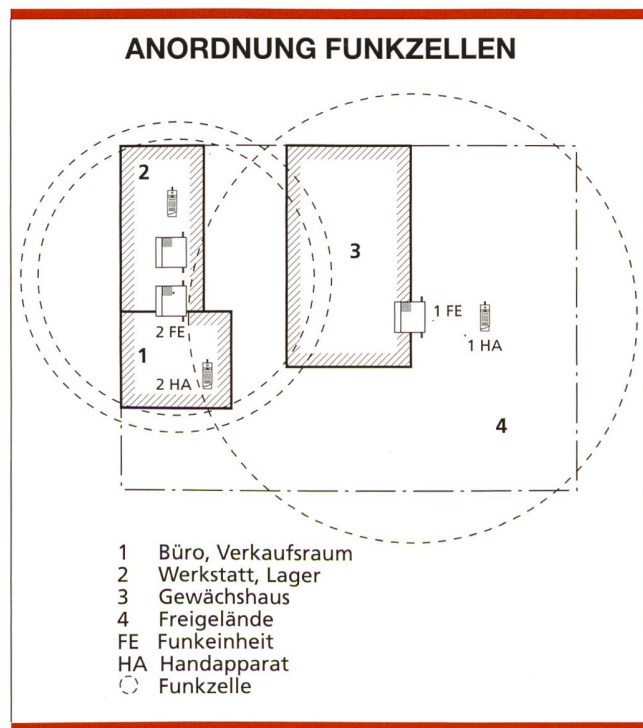 ANORDNUNG FUNKZELLEN
2
3
1 FE
1 HA
2 FE
1
2 HA
4
1 Büro, Verkaufsraum
2 Werkstatt, Lager
3 Gewächshaus
4 Freigelände
FE Funkeinheit
HA Handapparat
Funkzelle